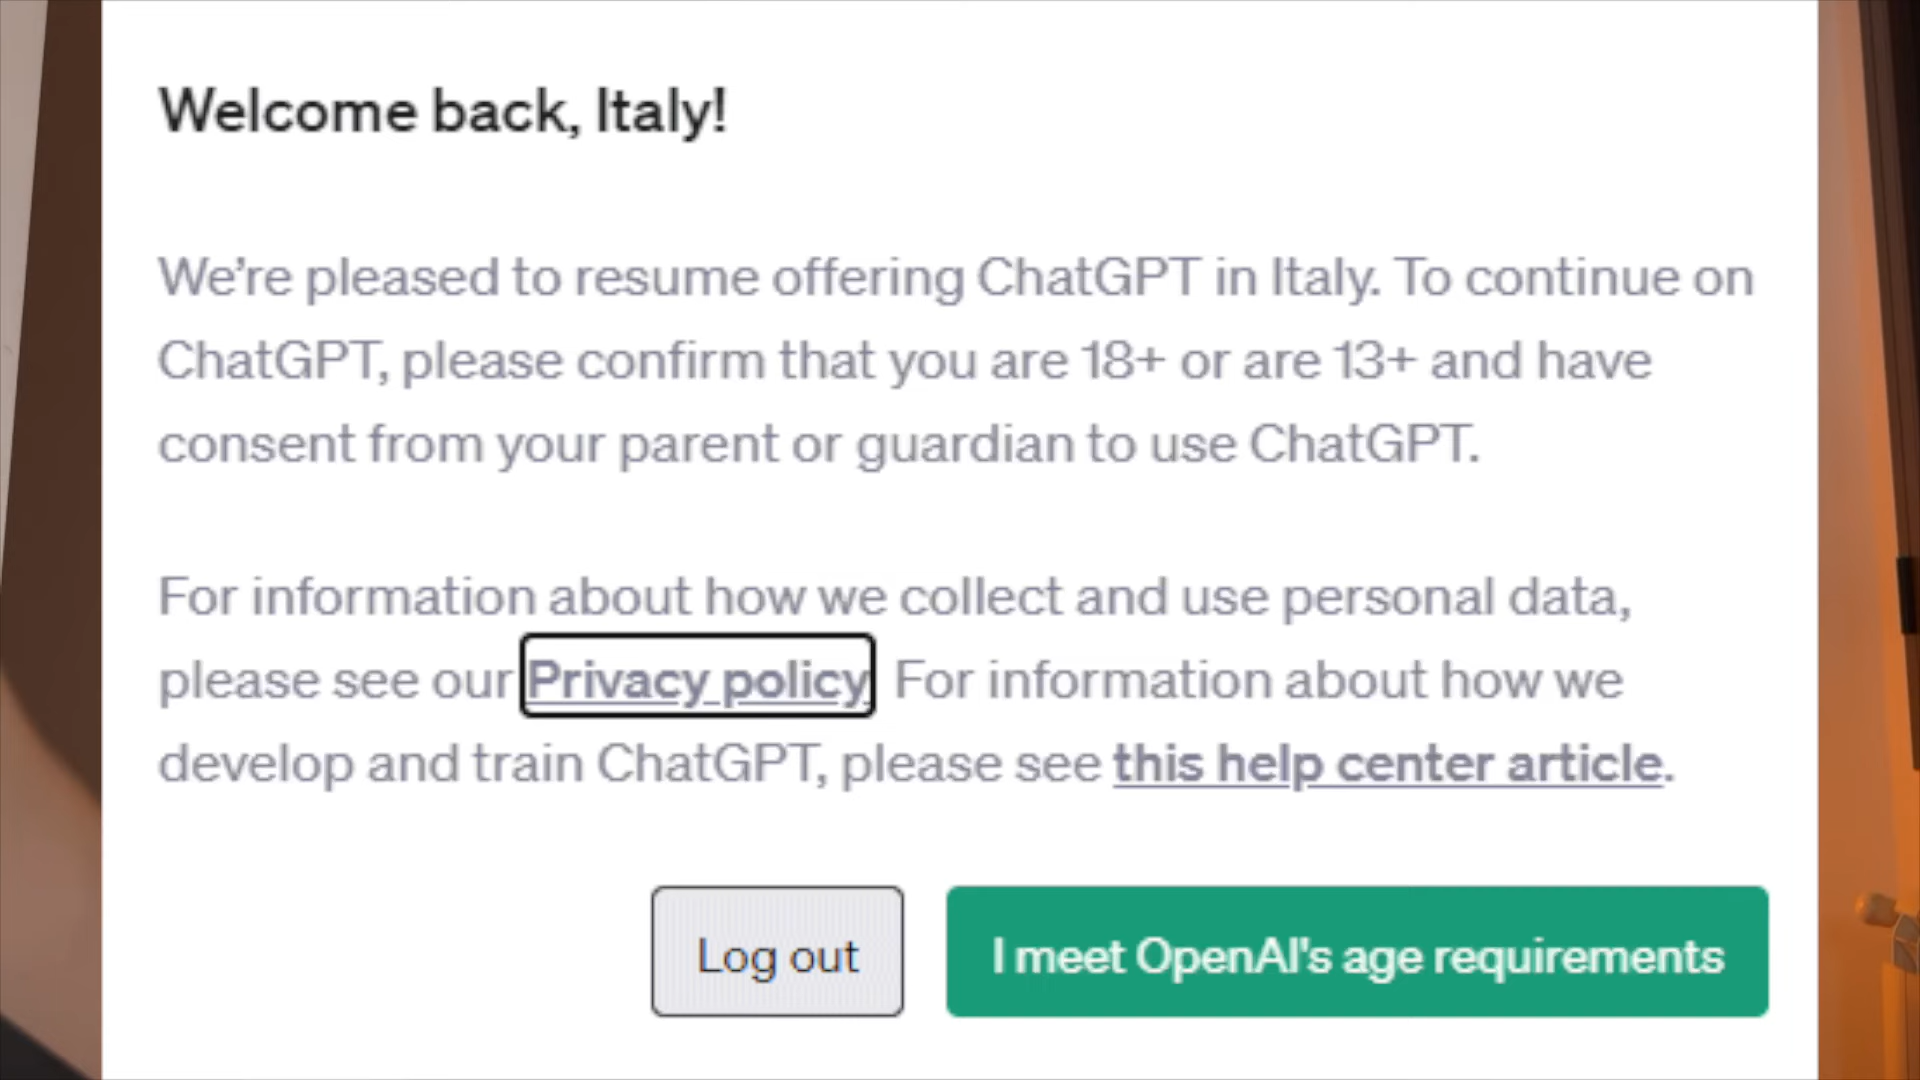 Welcome back, Italy!
We're pleased to resume offering ChatGPT in Italy. To continue on
ChatGPT, please confirm that you are 18+ or are 13+ and have
consent from your parent or guardian to use ChatGPT.
For information about how we collect and use personal data,
please see our Privacy policy For information about how we
develop and train ChatGPT, please see this help center article.
Log out
I meet OpenAI's age requirements